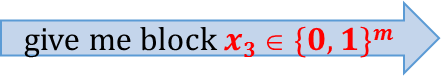 give me block x₃ ∈ {0, 1}ᵐ